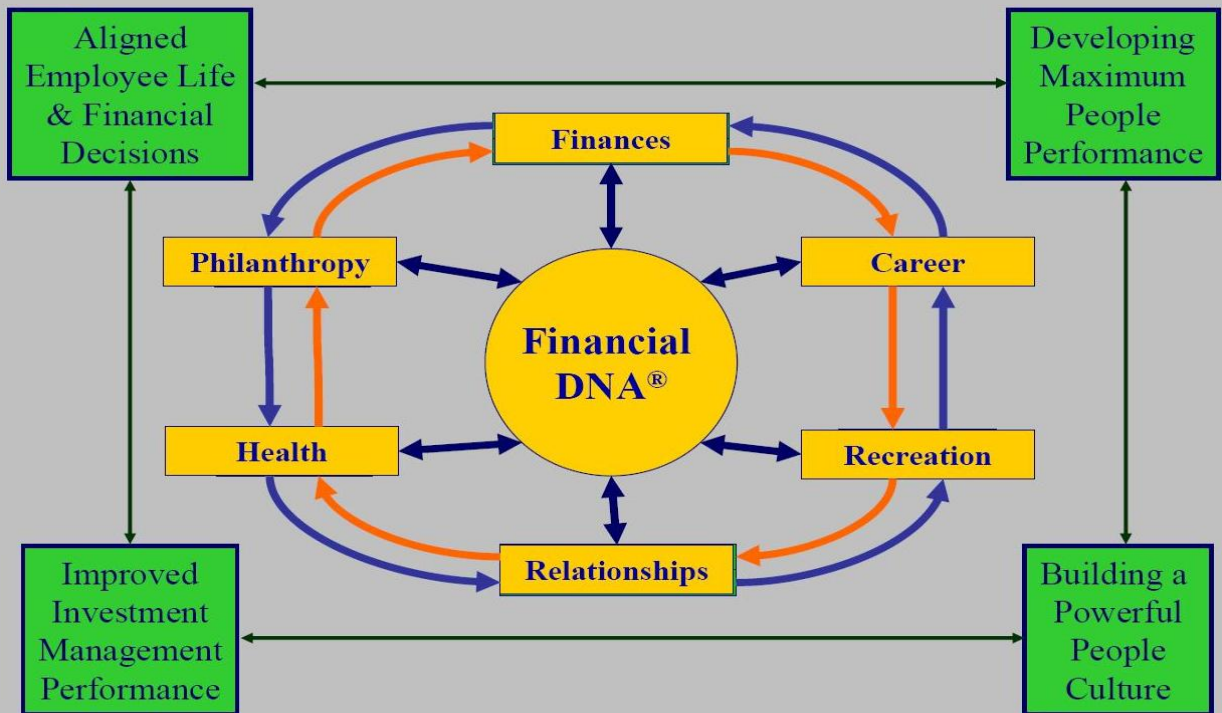 Aligned
Employee Life
& Financial
Decisions
Developing
Maximum
People
Performance
Finances
Philanthropy
Career
Financial
DNA®
Health
Recreation
Relationships
Improved
Investment
Management
Performance
Building a
Powerful
People
Culture